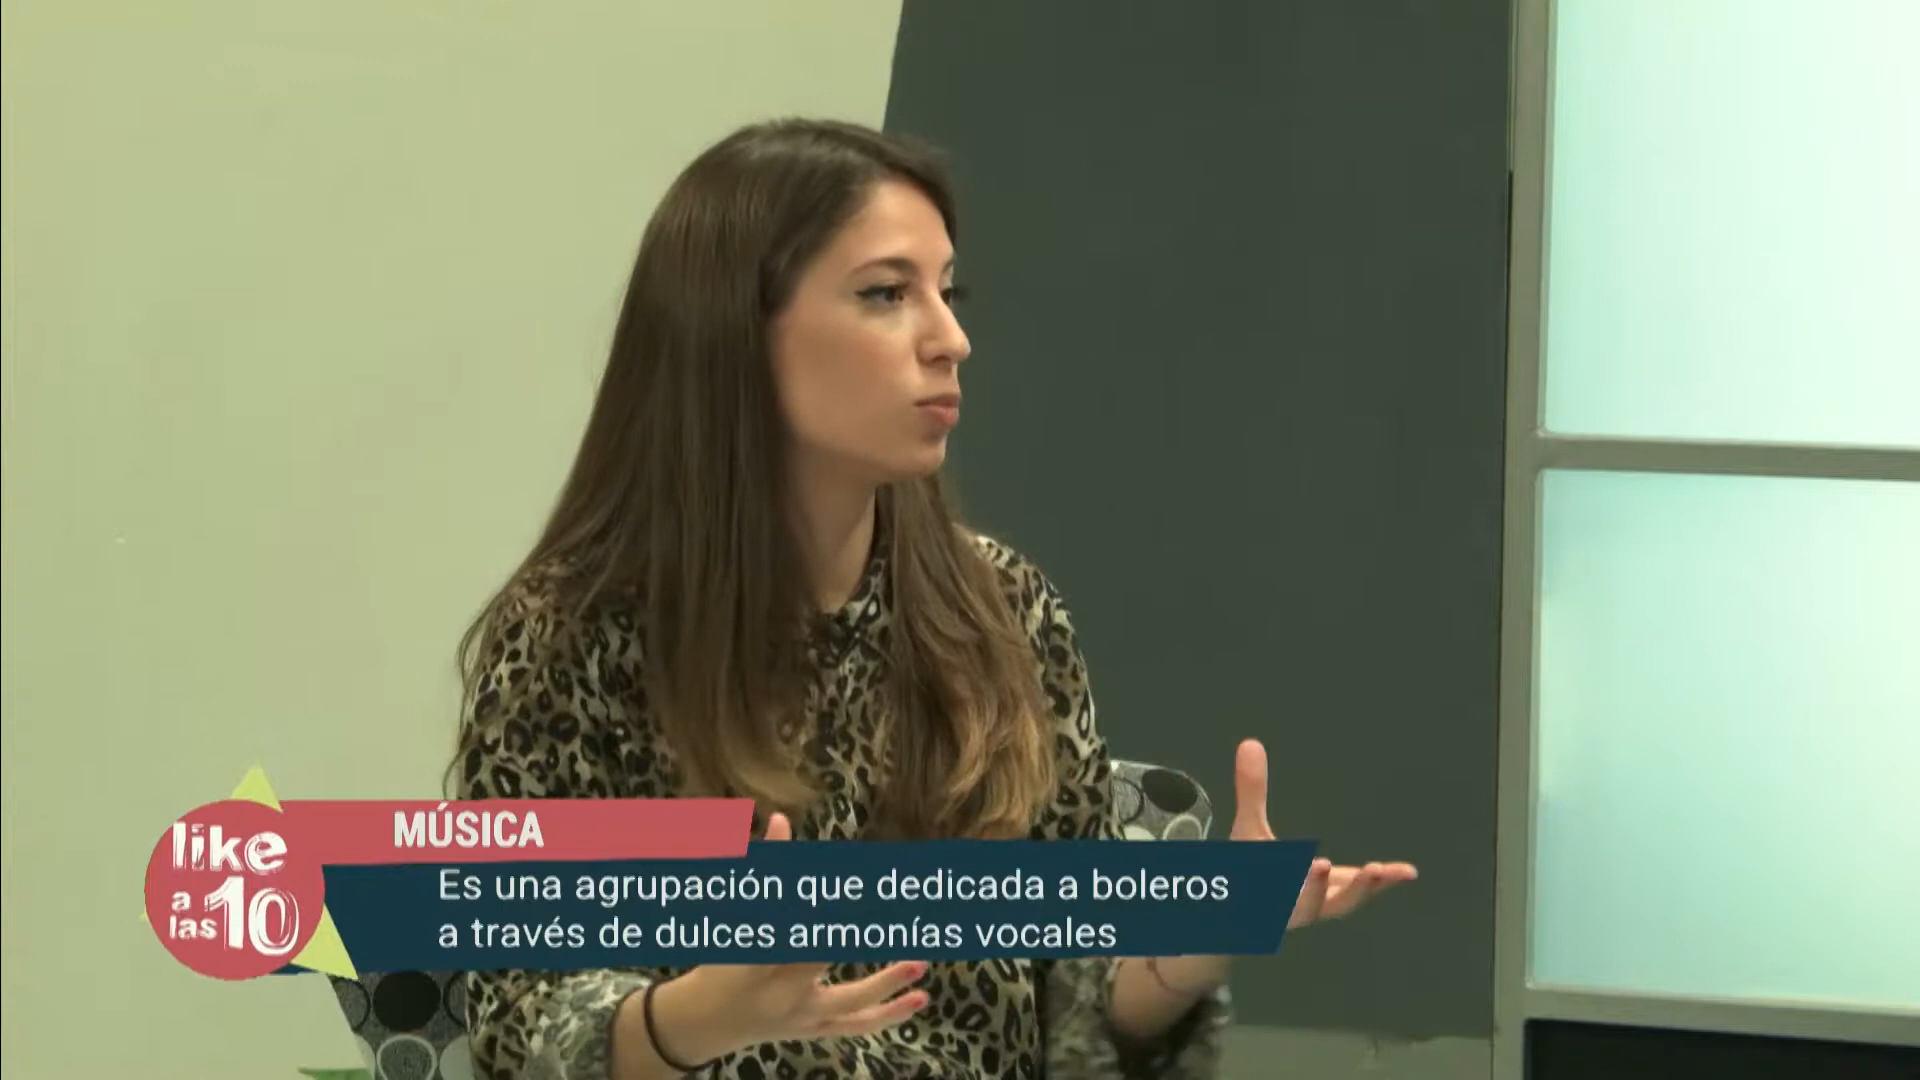 like
a
las 10
MÚSICA
Es una agrupación que dedicada a boleros
a través de dulces armonías vocales